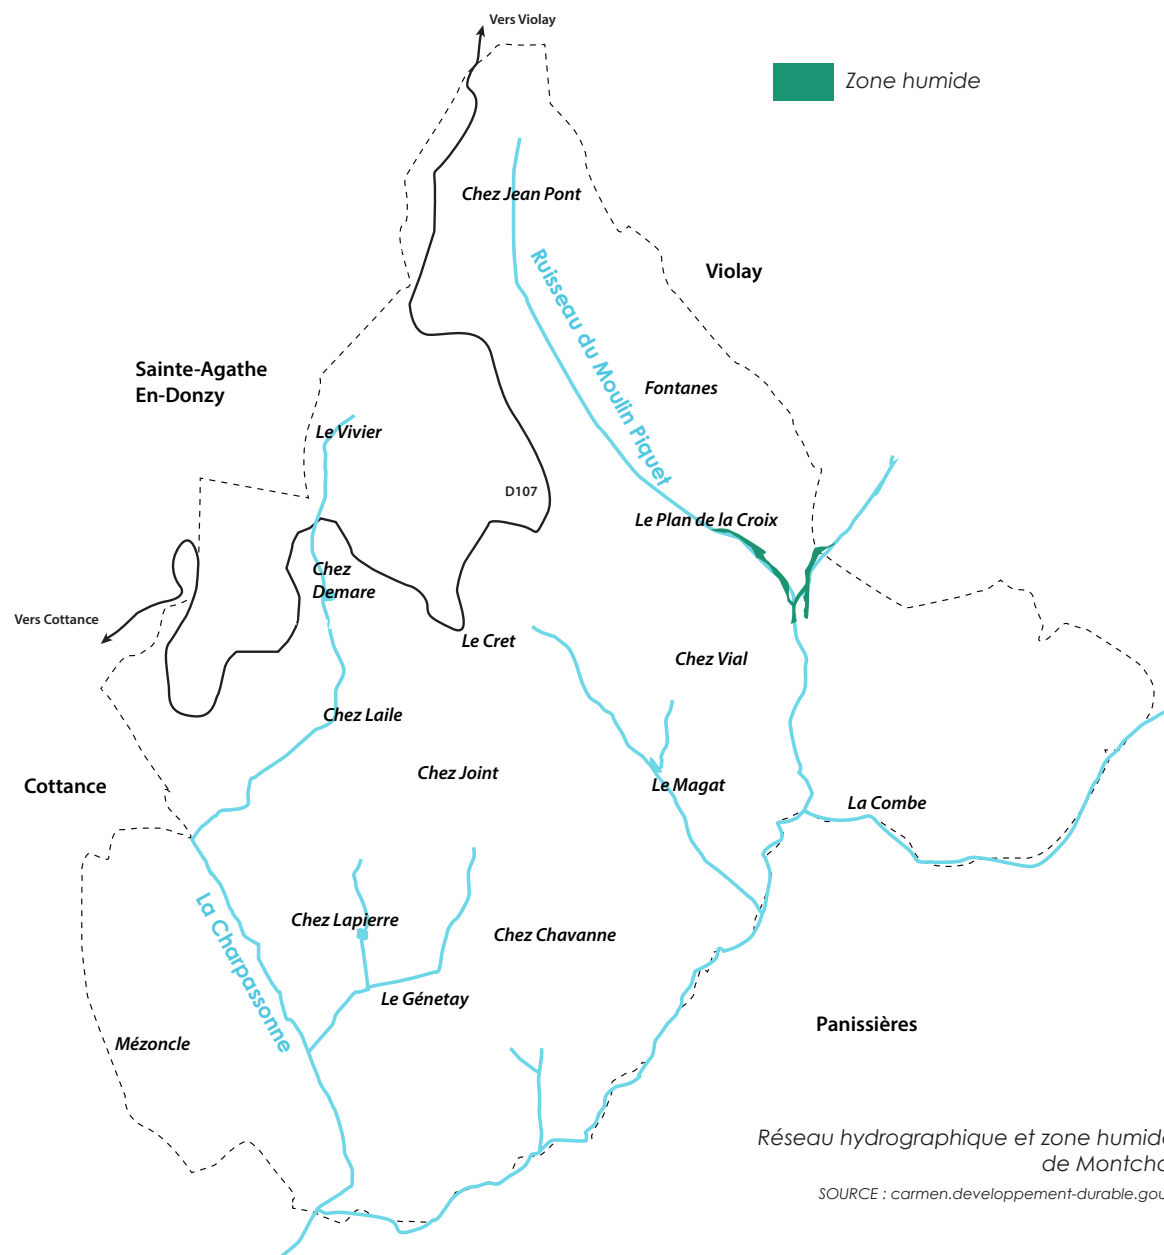 Vers Violay
Zone humide
Chez Jean Pont
Violay
Ruisseau du Moulin Piquet
Sainte-Agathe
En-Donzy
Fontanes
Le Vivier
D107
Le Plan de la Croix
Chez
Demare
Vers Cottance
Le Cret
Chez Vial
Chez Laile
Chez Joint
Cottance
Le Magat
La Combe
La Charpassonne
Chez Lapierre
Chez Chavanne
Le Génetay
Panissières
Mézoncle
Réseau hydrographique et zone humide
de Montcho
SOURCE : carmen.developpement-durable.gou